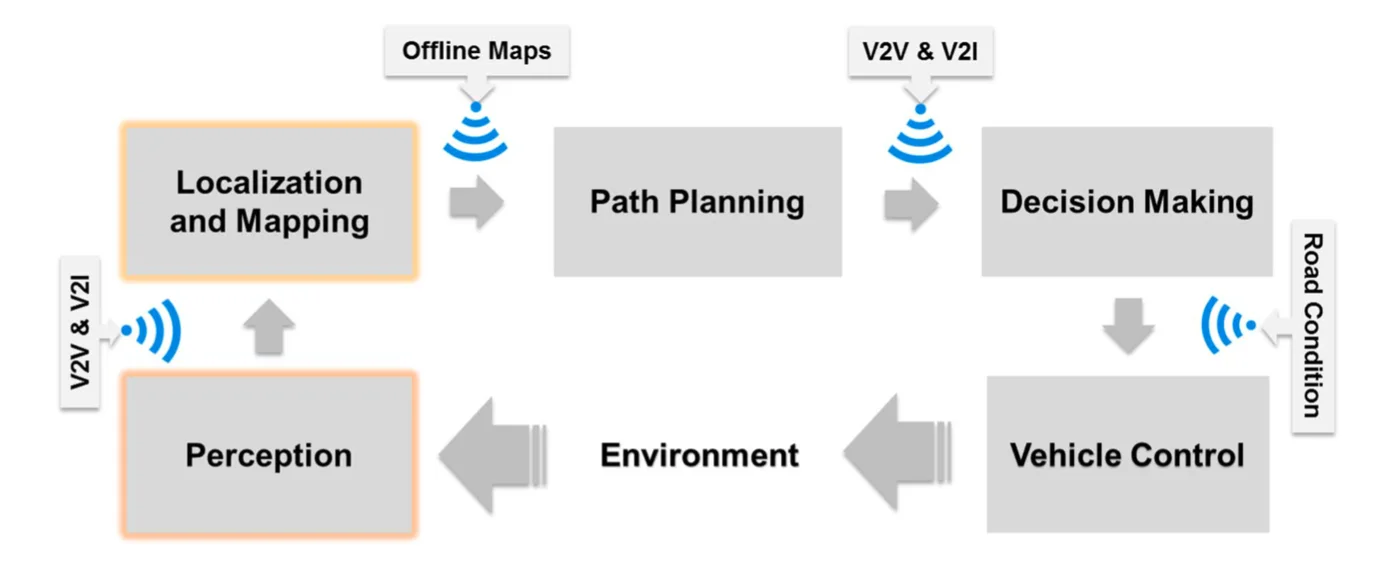 Offline Maps
V2V & V2I
Localization
and Mapping
Path Planning
Decision Making
V2V & V2I
Road Condition
Perception
Environment
Vehicle Control